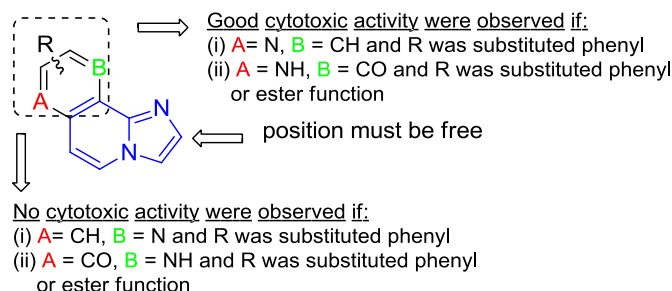 Good cytotoxic activity were observed if:
(i) A= N, B = CH and R was substituted phenyl
(ii) A = NH, B = CO and R was substituted phenyl
or ester function
R
B
A
N
N
position must be free
No cytotoxic activity were observed if:
(i) A= CH, B = N and R was substituted phenyl
(ii) A = CO, B = NH and R was substituted phenyl
or ester function